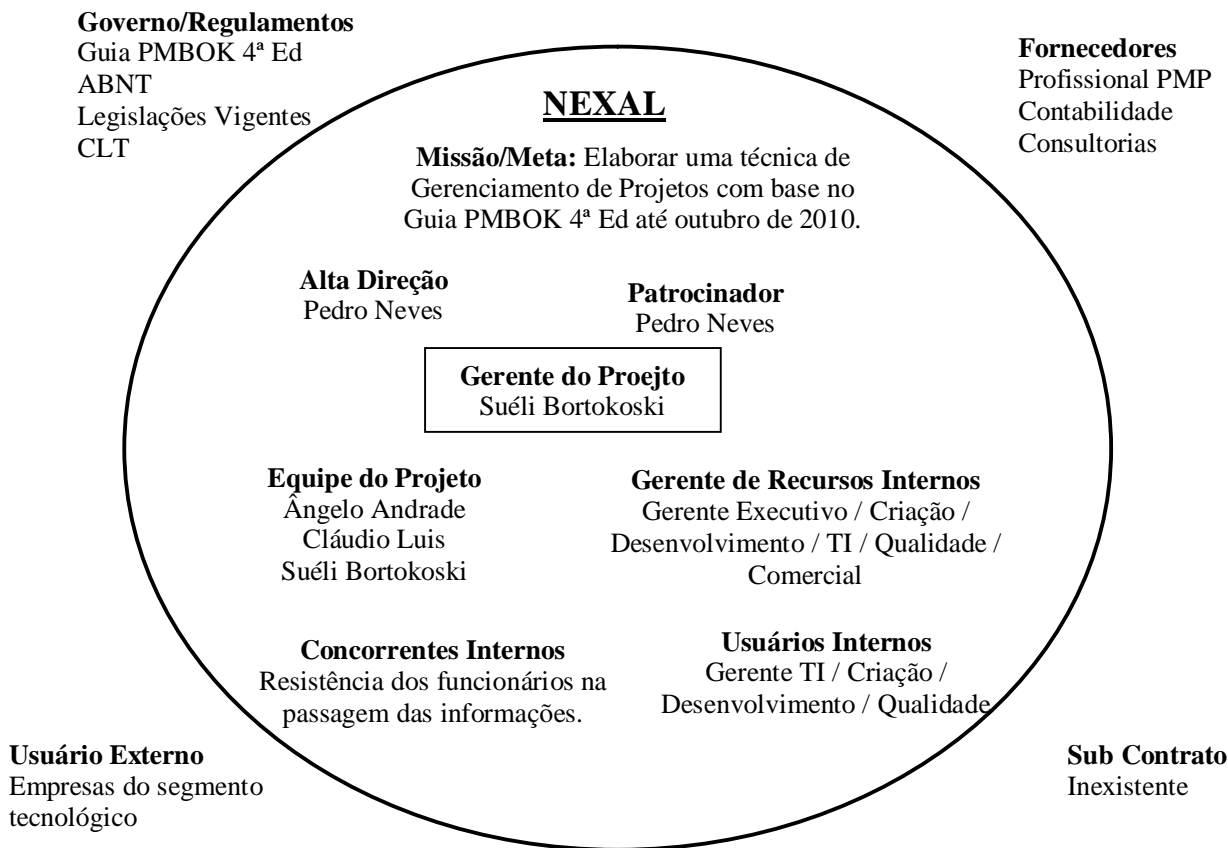 Governo/Regulamentos
Guia PMBOK 4ª Ed
ABNT
Legislações Vigentes
CLT
Fornecedores
Profissional PMP
Contabilidade
Consultorias
NEXAL
Missão/Meta: Elaborar uma técnica de
Gerenciamento de Projetos com base no
Guia PMBOK 4ª Ed até outubro de 2010.
Alta Direção
Pedro Neves
Patrocinador
Pedro Neves
Gerente do Proejto
Suéli Bortokoski
Equipe do Projeto
Ângelo Andrade
Cláudio Luis
Suéli Bortokoski
Gerente de Recursos Internos
Gerente Executivo / Criação /
Desenvolvimento / TI / Qualidade /
Comercial
Concorrentes Internos
Resistência dos funcionários na
passagem das informações.
Usuários Internos
Gerente TI / Criação /
Desenvolvimento / Qualidade
Usuário Externo
Empresas do segmento
tecnológico
Sub Contrato
Inexistente